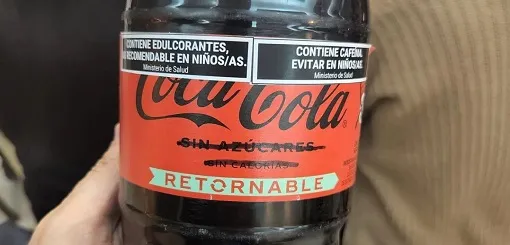 CONTIENE EDULCORANTES,
RECOMENDABLE EN NIÑOS/AS.
Ministerio de Salud
CONTIENE CAFEÍNA
EVITAR EN NIÑOS/AS.
Ministerio de Salud
Coca-Cola
SIN AZÚCARES
SIN CALORÍAS
RETORNABLE